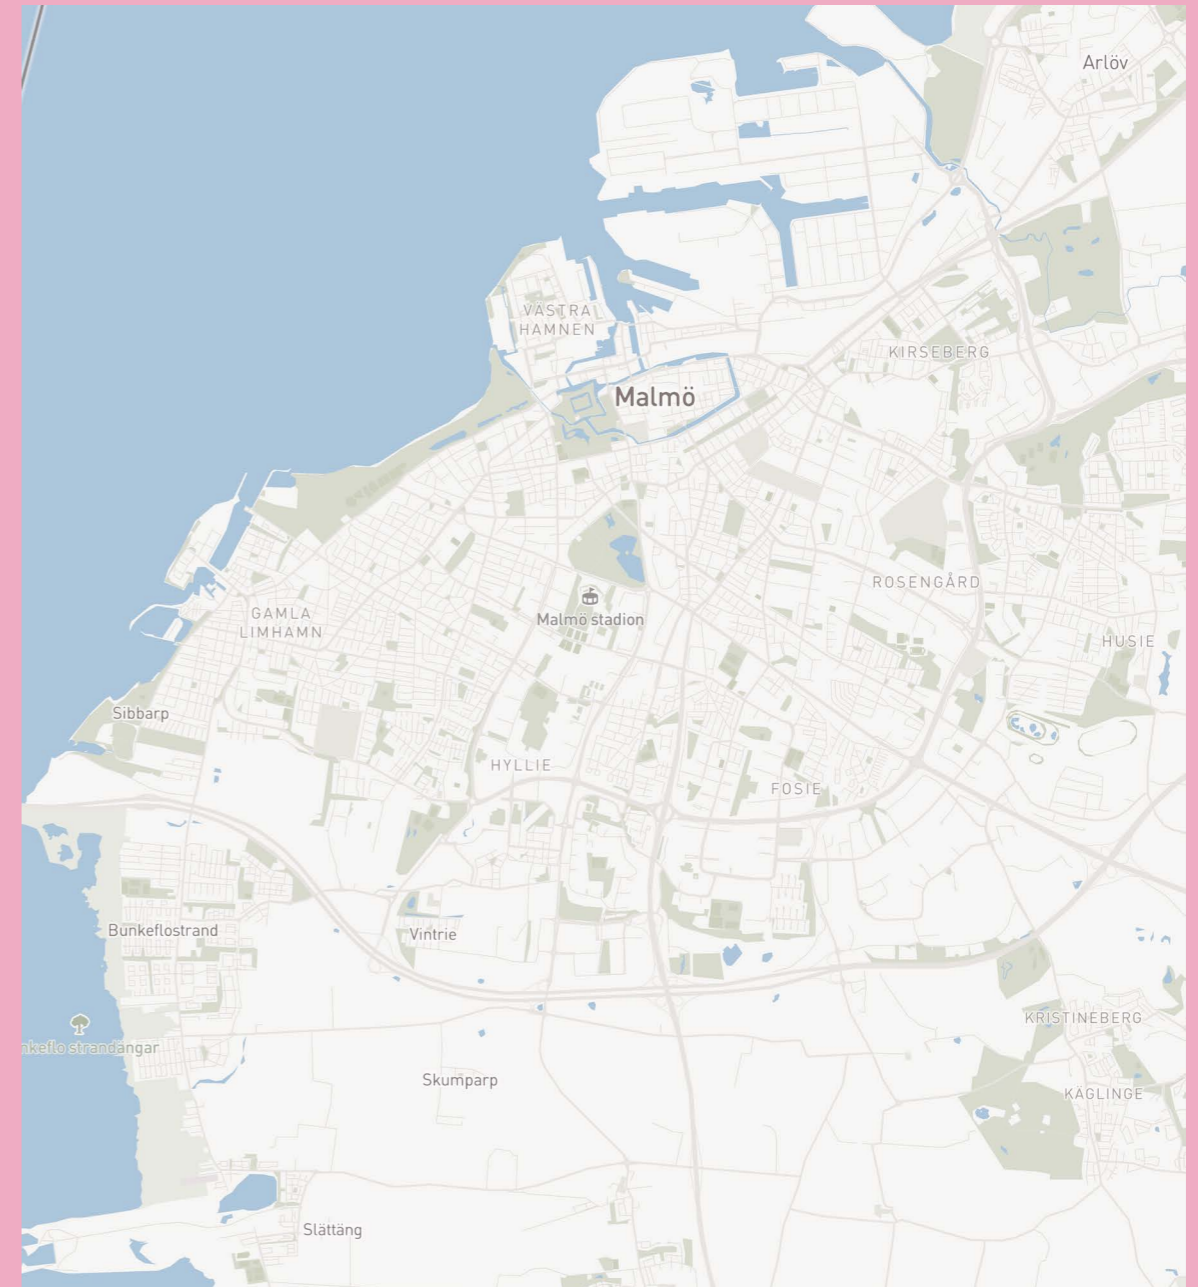 Arlöv
VÄSTRA
HAMNEN
KIRSEBERG
Malmö
ROSENGÅRD
Malmö stadion
GAMLA
LIMHAMN
HUSIE
Sibbarp
HYLLIE
FOSIE
Bunkeflostrand
Vintrie
KRISTINEBERG
nkeflo strandängar
Skumparp
KÄGLINGE
Slättäng